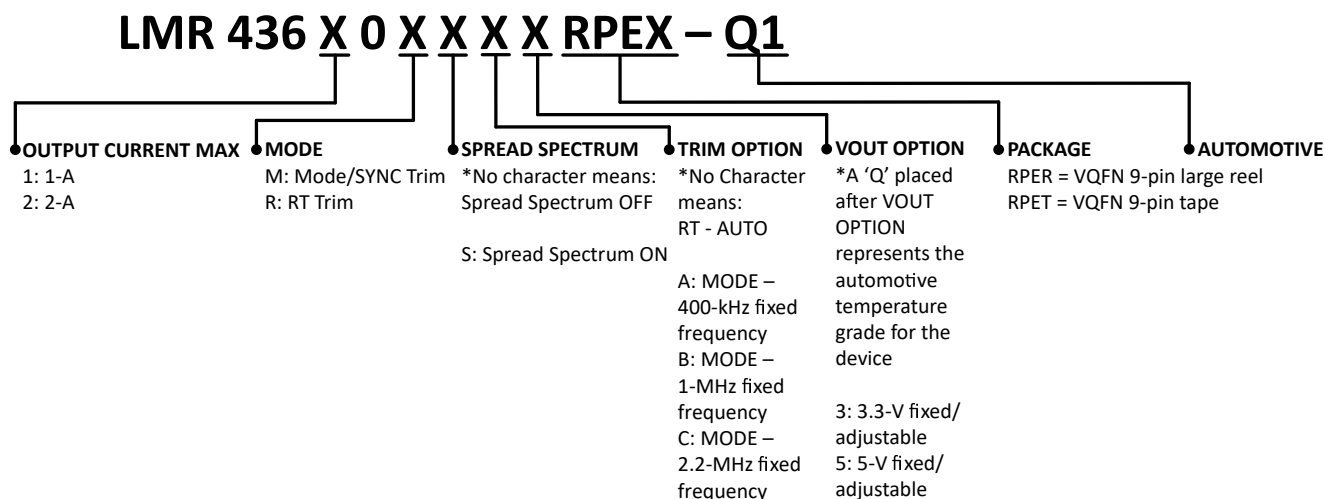 LMR 436 X 0 X X X X RPEX – Q1
OUTPUT CURRENT MAX
1: 1-A
2: 2-A
MODE
M: Mode/SYNC Trim
R: RT Trim
SPREAD SPECTRUM
*No character means:
Spread Spectrum OFF
S: Spread Spectrum ON
TRIM OPTION
*No Character
means:
RT - AUTO
A: MODE –
400-kHz fixed
frequency
B: MODE –
1-MHz fixed
frequency
C: MODE –
2.2-MHz fixed
frequency
VOUT OPTION
*A ‘Q’ placed
after VOUT
OPTION
represents the
automotive
temperature
grade for the
device
3: 3.3-V fixed/
adjustable
5: 5-V fixed/
adjustable
PACKAGE
RPER = VQFN 9-pin large reel
RPET = VQFN 9-pin tape
AUTOMOTIVE